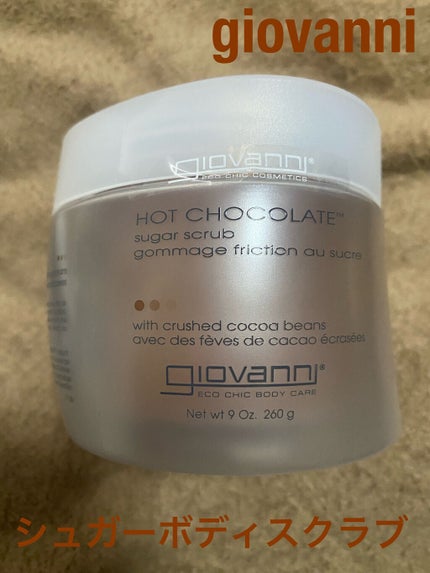 giovanni
giovanni®
ECO CHIC COSMETICS
HOT CHOCOLATE™
sugar scrub
gommage friction au sucre
with crushed cocoa beans
avec des fèves de cacao écrasées
giovanni®
ECO CHIC BODY CARE
Net wt 9 Oz. 260 g
シュガーボディスクラブ